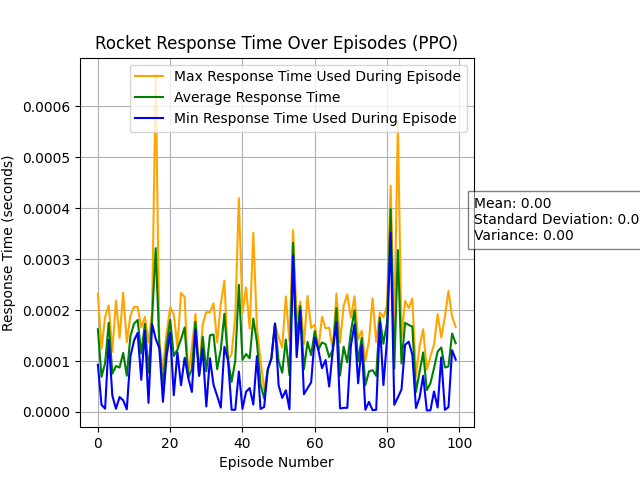 Rocket Response Time Over Episodes (PPO)
Max Response Time Used During Episode
Average Response Time
Min Response Time Used During Episode
Response Time (seconds)
0.0006
0.0005
0.0004
0.0003
0.0002
0.0001
0.0000
Mean: 0.00
Standard Deviation: 0.0
Variance: 0.00
0 20 40 60 80 100
Episode Number